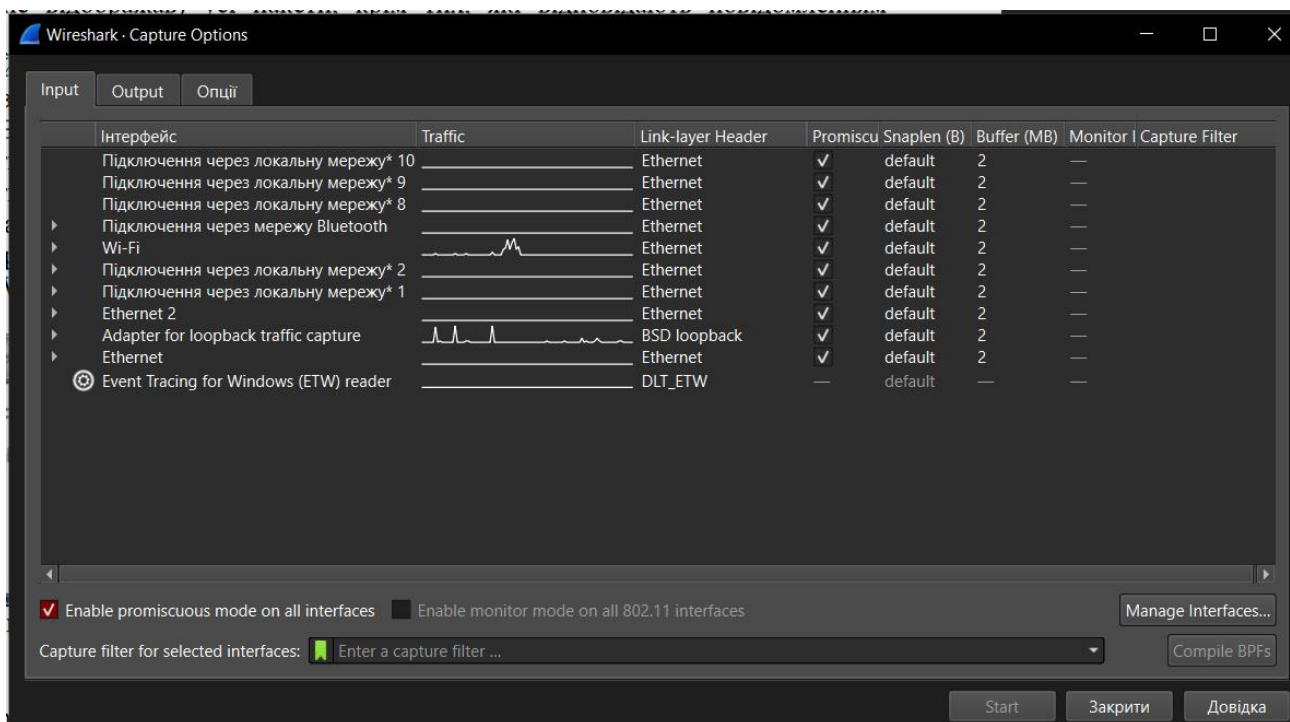 Wireshark · Capture Options
Input Output Опції
Інтерфейс Traffic Link-layer Header Promiscu Snaplen (B) Buffer (MB) Monitor I Capture Filter
Підключення через локальну мережу* 10 Ethernet default 2 —
Підключення через локальну мережу* 9 Ethernet default 2 —
Підключення через локальну мережу* 8 Ethernet default 2 —
Підключення через мережу Bluetooth Ethernet default 2 —
Wi-Fi Ethernet default 2 —
Підключення через локальну мережу* 2 Ethernet default 2 —
Підключення через локальну мережу* 1 Ethernet default 2 —
Ethernet 2 Ethernet default 2 —
Adapter for loopback traffic capture BSD loopback default 2 —
Ethernet Ethernet default 2 —
Event Tracing for Windows (ETW) reader DLT_ETW — default — —
Enable promiscuous mode on all interfaces Enable monitor mode on all 802.11 interfaces Manage Interfaces...
Capture filter for selected interfaces: Enter a capture filter ... Compile BPFs
Start Закрити Довідка